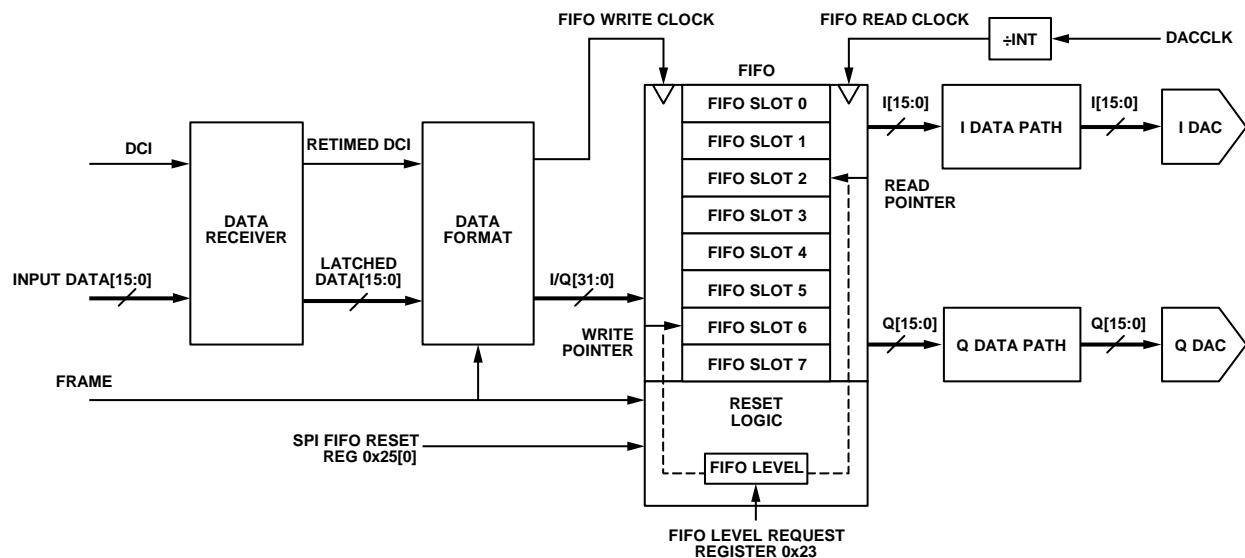 FIFO WRITE CLOCK
FIFO READ CLOCK
÷INT
DACCLK
FIFO
FIFO SLOT 0
FIFO SLOT 1
FIFO SLOT 2
FIFO SLOT 3
FIFO SLOT 4
FIFO SLOT 5
FIFO SLOT 6
FIFO SLOT 7
I[15:0]
I DATA PATH
I[15:0]
I DAC
DCI
RETIMED DCI
READ
POINTER
DATA
RECEIVER
DATA
FORMAT
INPUT DATA[15:0]
LATCHED
DATA[15:0]
I/Q[31:0]
WRITE
POINTER
Q[15:0]
Q DATA PATH
Q[15:0]
Q DAC
FRAME
RESET
LOGIC
SPI FIFO RESET
REG 0x25[0]
FIFO LEVEL
FIFO LEVEL REQUEST
REGISTER 0x23